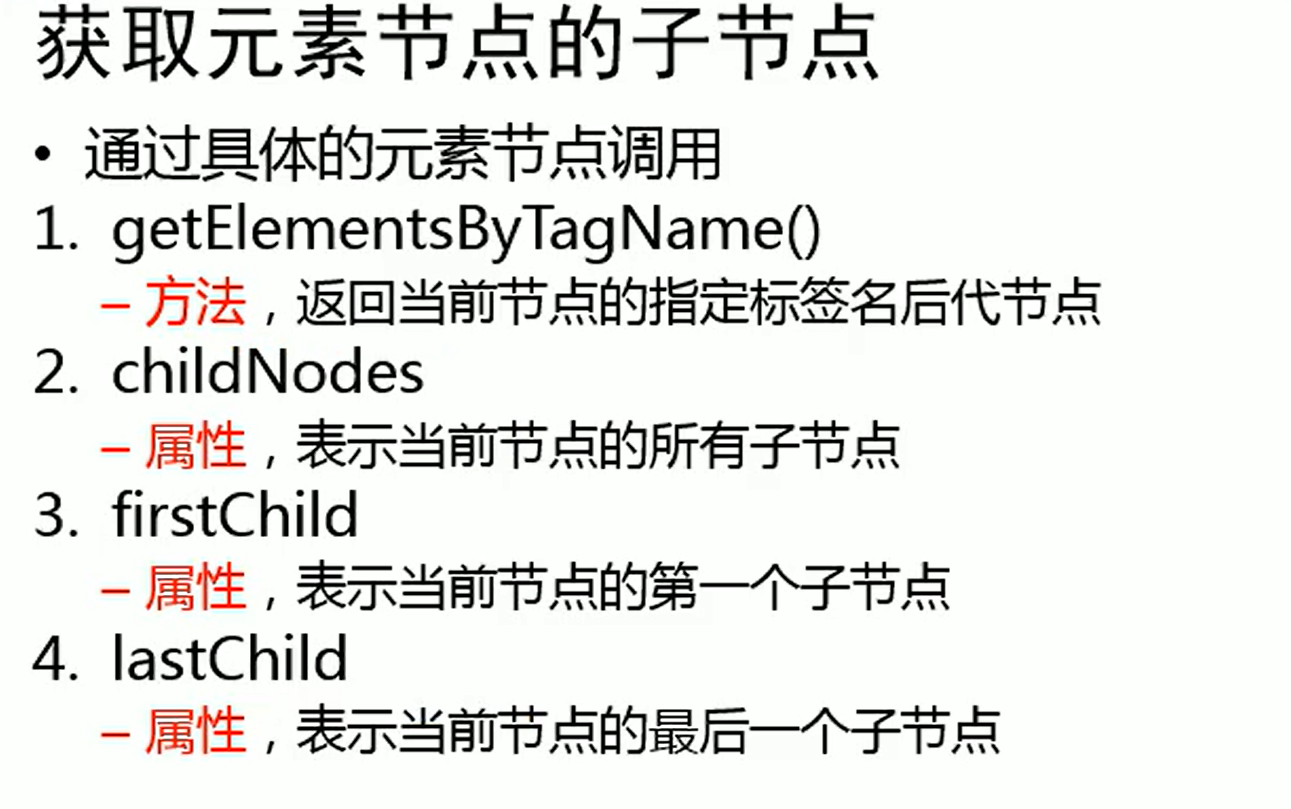 获取元素节点的子节点
• 通过具体的元素节点调用
1. getElementsByTagName()
– 方法，返回当前节点的指定标签名后代节点
2. childNodes
– 属性，表示当前节点的所有子节点
3. firstChild
– 属性，表示当前节点的第一个子节点
4. lastChild
– 属性，表示当前节点的最后一个子节点